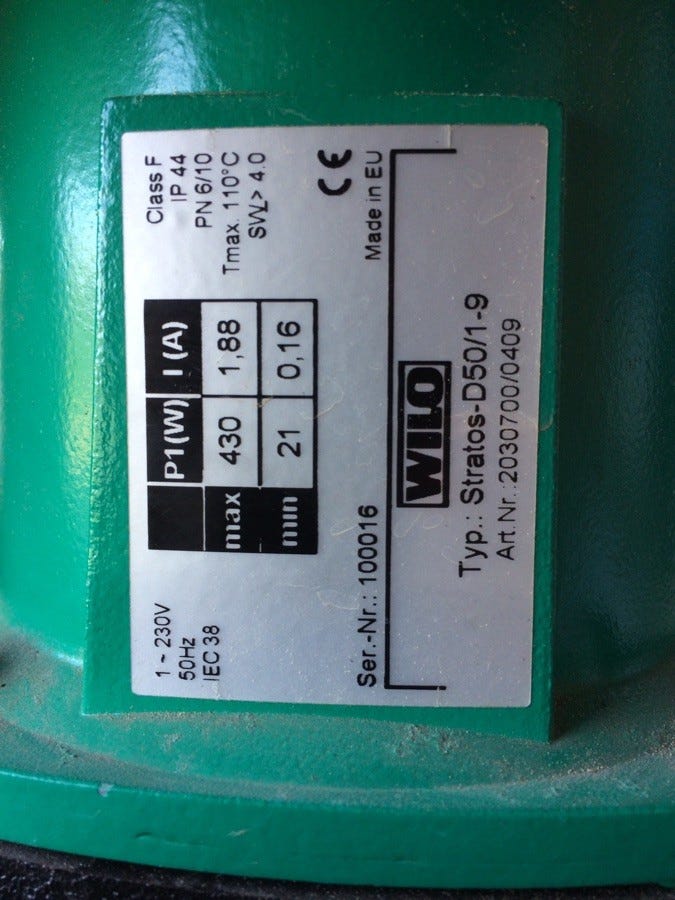 1 ~ 230V
50Hz
IEC 38
P1(W) I(A)
max 430 1,88
min 21 0,16
Class F
IP 44
PN 6/10
Tmax. 110°C
SW> 4.0
CE
Ser.-Nr.: 100016
Made in EU
WILO
Typ.: Stratos-D50/1-9
Art.Nr.:2030700/0409